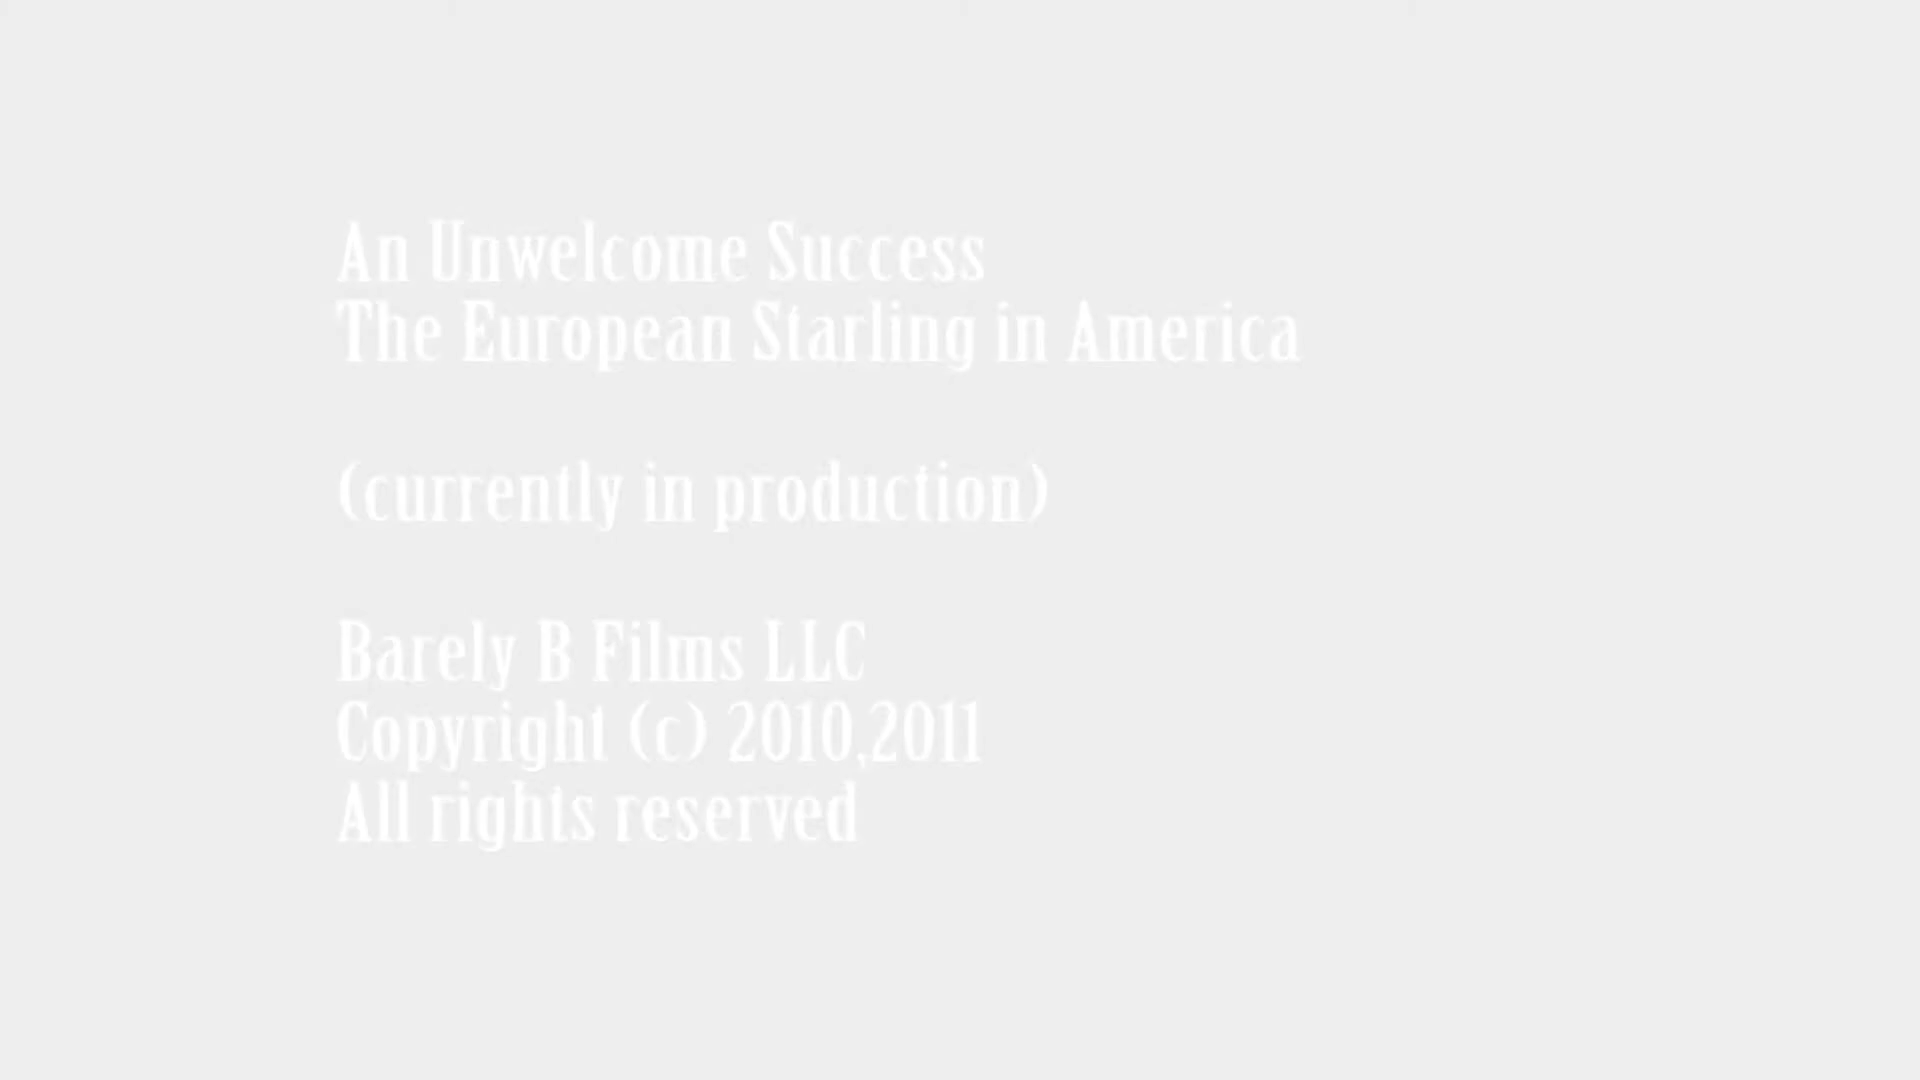 An Unwelcome Success
The European Starling in America
(currently in production)
Barely B Films LLC
Copyright (c) 2010,2011
All rights reserved